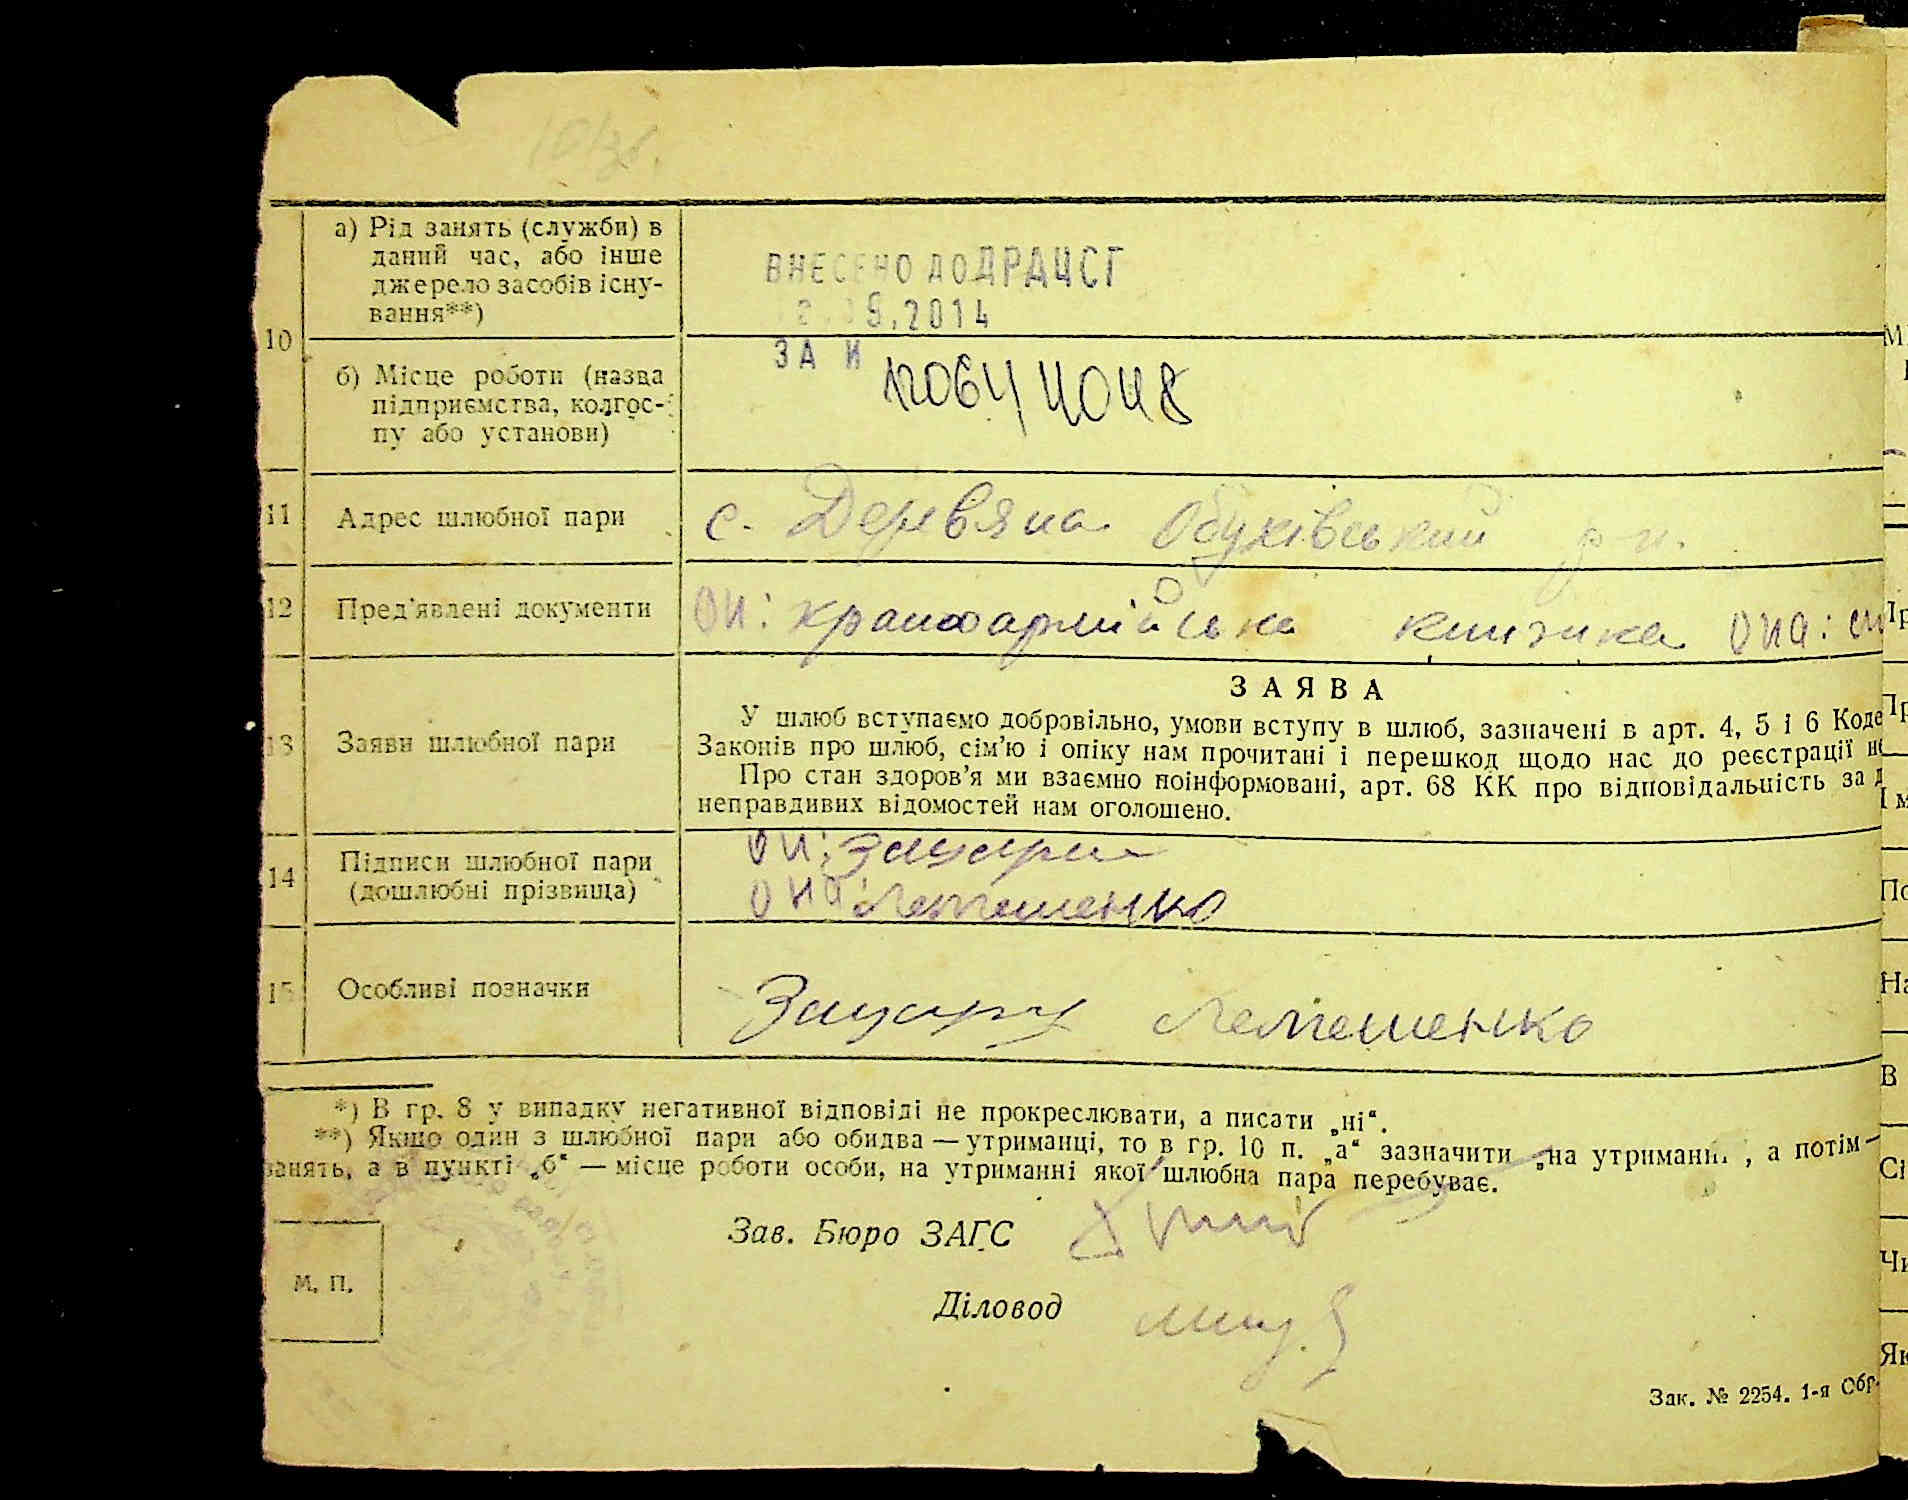 10
а) Рід занять (служби) в
даний час, або інше
джерело засобів існу-
вання**)
ВНЕСЕНО ДО ДРАЦСГ
2014
ЗА
б) Місце роботи (назва
підприємства, колгос-
пу або установи)
11 Адрес шлюбної пари с. Дерев'яна Обуківський р-н.
12 Пред'явлені документи он: книжка она:
13 Заяви шлюбної пари
ЗАЯВА
У шлюб вступаємо добровільно, умови вступу в шлюб, зазначені в арт. 4, 5 і 6 Коде
Законів про шлюб, сім'ю і опіку нам прочитані і перешкод щодо нас до реєстрації
Про стан здоров'я ми взаємно поінформовані, арт. 68 КК про відповідальність за
неправдивих відомостей нам оголошено.
14 Підписи шлюбної пари
(дошлюбні прізвища)
он:
она Лемешенко
15 Особливі позначки Лемешенко
*) В гр. 8 у випадку негативної відповіді не прокреслювати, а писати „ні“.
**) Якщо один з шлюбної пари або обидва — утриманці, то в гр. 10 п. „а“ зазначити „на утриманні, а потім —
занять, а в пункті „б“ — місце роботи особи, на утриманні якої шлюбна пара перебуває.
Зав. Бюро ЗАГС
М. П.
Діловод
Зак. № 2254. 1-я Обр.